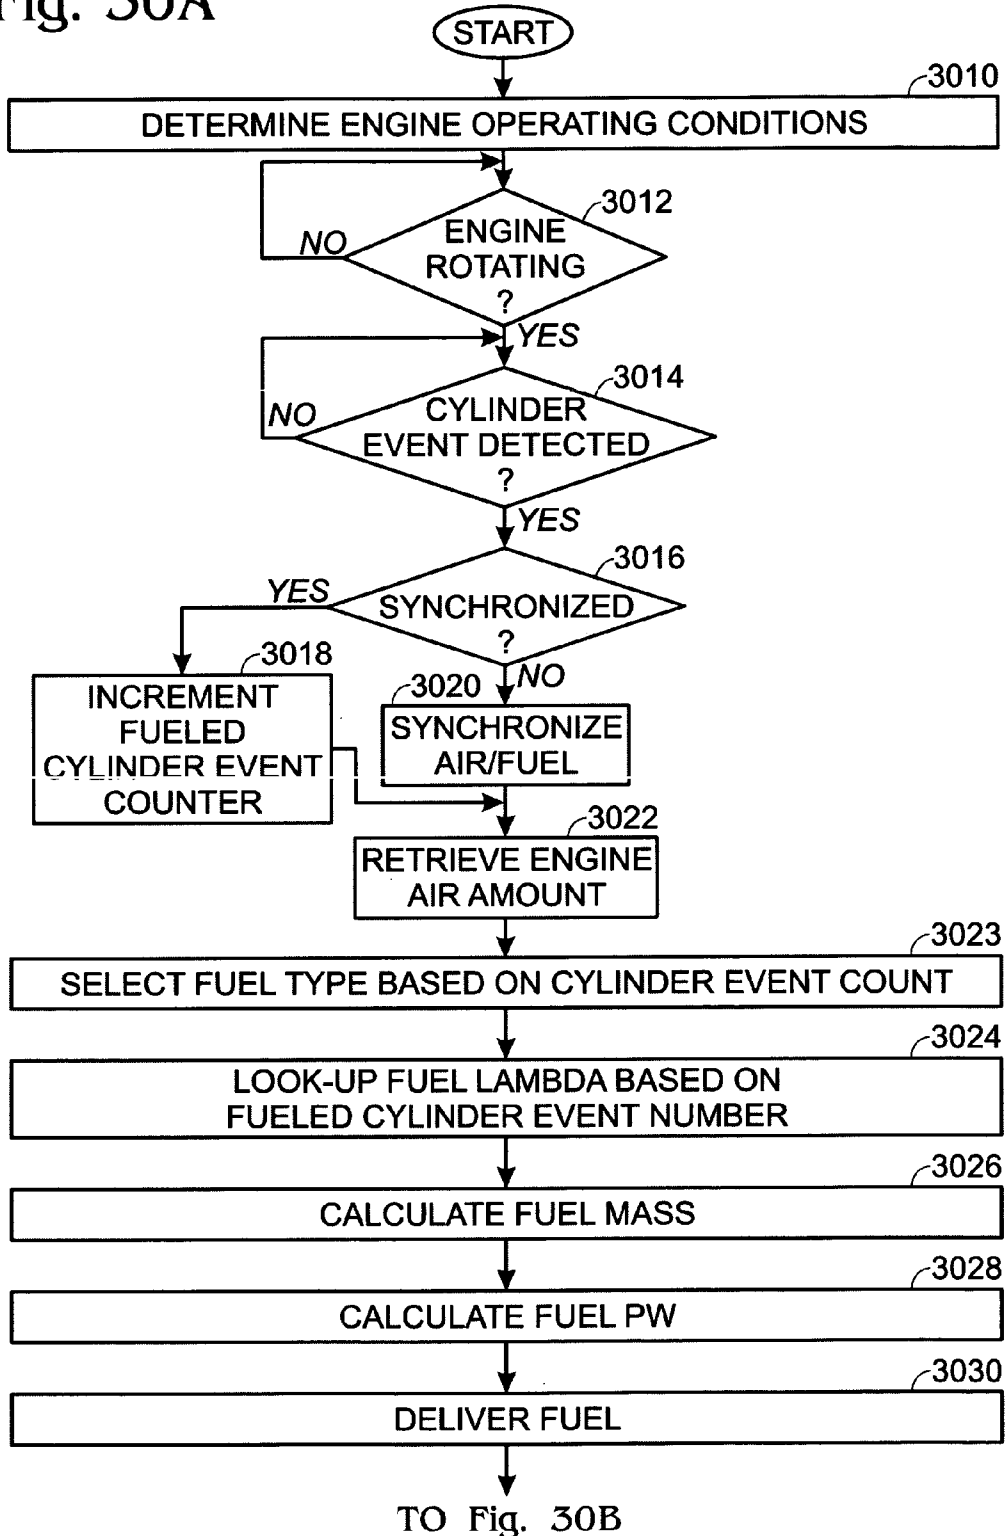 Fig. 30A
START
3010
DETERMINE ENGINE OPERATING CONDITIONS
3012
ENGINE
ROTATING
?
NO
YES
3014
CYLINDER
EVENT DETECTED
?
NO
YES
3016
SYNCHRONIZED
?
YES
NO
3018
INCREMENT
FUELED
CYLINDER EVENT
COUNTER
3020
SYNCHRONIZE
AIR/FUEL
3022
RETRIEVE ENGINE
AIR AMOUNT
3023
SELECT FUEL TYPE BASED ON CYLINDER EVENT COUNT
3024
LOOK-UP FUEL LAMBDA BASED ON
FUELED CYLINDER EVENT NUMBER
3026
CALCULATE FUEL MASS
3028
CALCULATE FUEL PW
3030
DELIVER FUEL
TO Fig. 30B